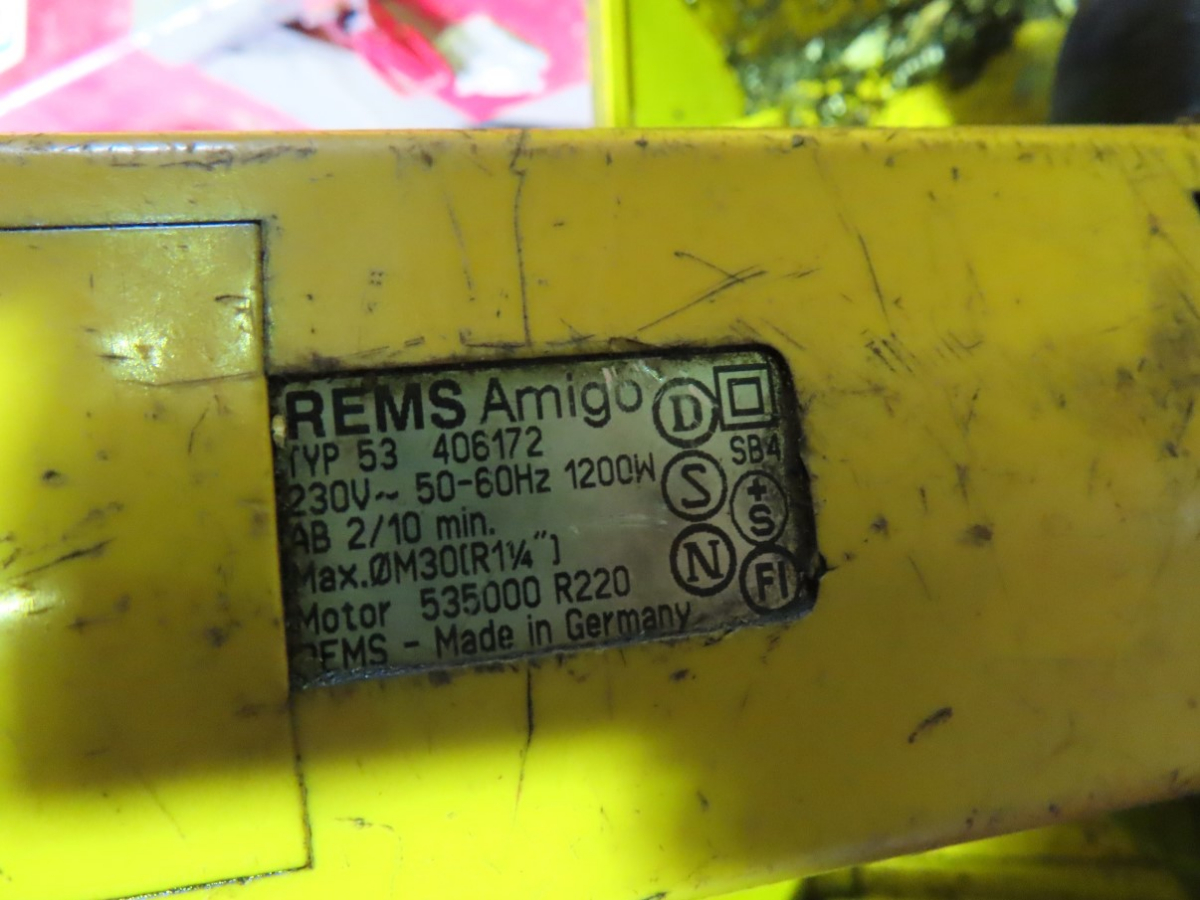 REMS Amigo D
TYP 53 406172 SB4
230V~ 50-60Hz 1200W S +S
AB 2/10 min.
Max.ØM30(R1¼") N FI
Motor 535000 R220
REMS - Made in Germany